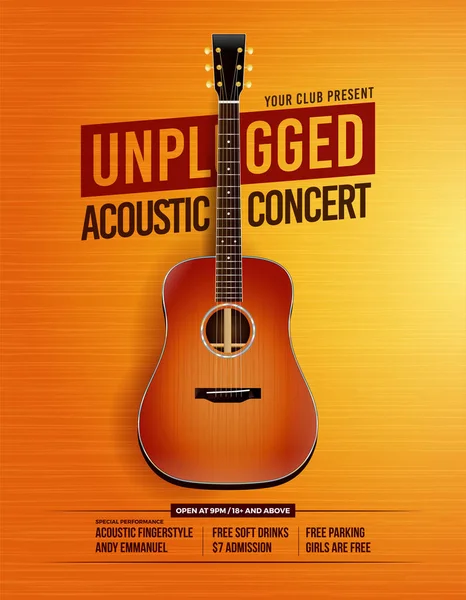 YOUR CLUB PRESENT
UNPLUGGED
ACOUSTIC CONCERT
OPEN AT 9PM / 18+ AND ABOVE
SPECIAL PERFORMANCE
ACOUSTIC FINGERSTYLE
ANDY EMMANUEL
FREE SOFT DRINKS
$7 ADMISSION
FREE PARKING
GIRLS ARE FREE